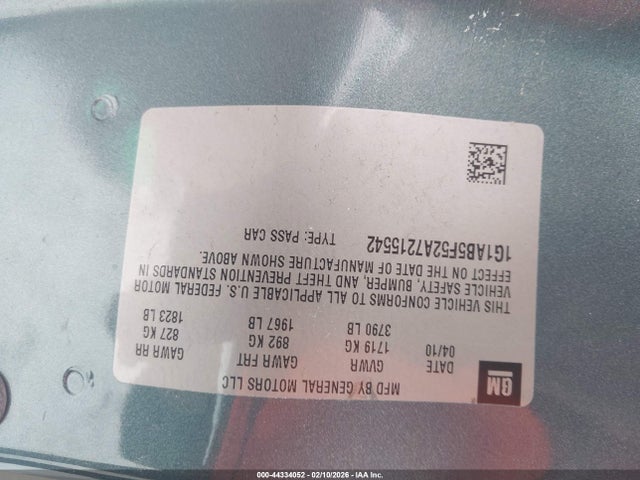 GM
MFD BY GENERAL MOTORS LLC
DATE GVWR GAWR FRT GAWR RR
04/10 1719 KG 892 KG 827 KG
3790 LB 1967 LB 1823 LB
THIS VEHICLE CONFORMS TO ALL APPLICABLE U.S. FEDERAL MOTOR
VEHICLE SAFETY, BUMPER, AND THEFT PREVENTION STANDARDS IN
EFFECT ON THE DATE OF MANUFACTURE SHOWN ABOVE.
1G1AB5F52A7215542 TYPE: PASS CAR
000-44334052 - 02/10/2026 - IAA Inc.